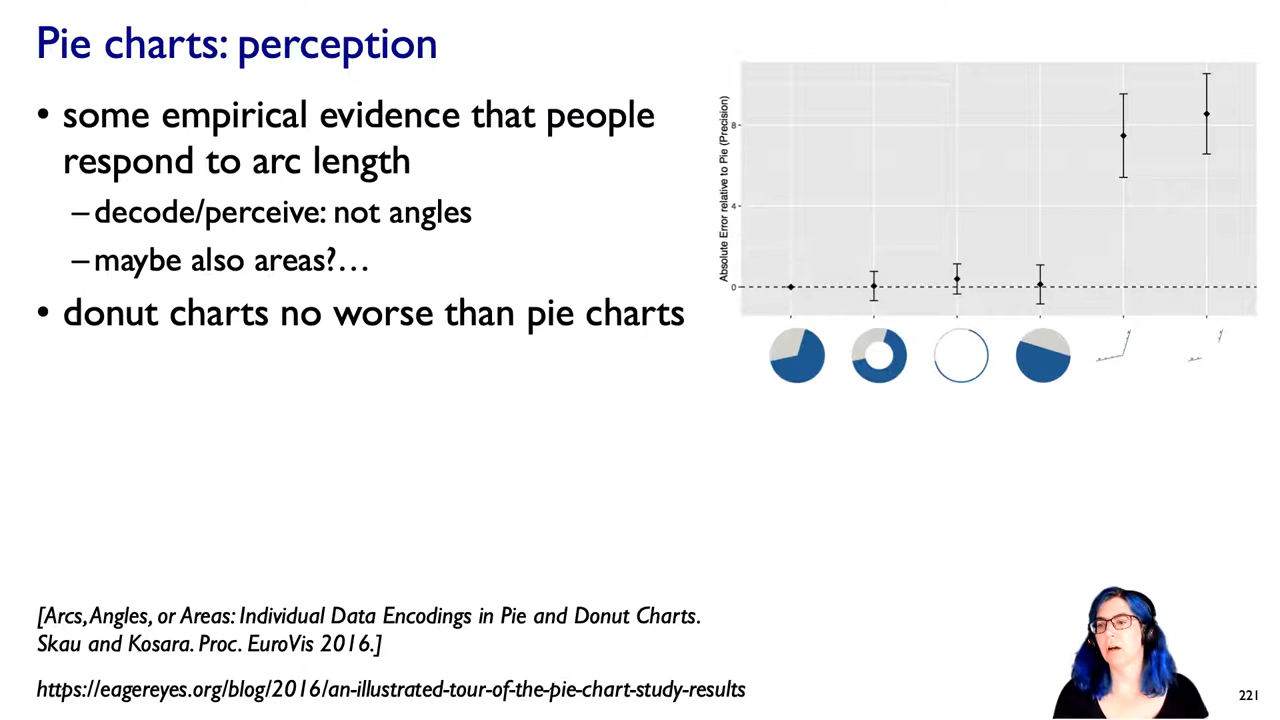 Pie charts: perception
• some empirical evidence that people
respond to arc length
– decode/perceive: not angles
– maybe also areas?…
• donut charts no worse than pie charts
Absolute Error relative to Pie (Precision)
8
4
0
[Arcs, Angles, or Areas: Individual Data Encodings in Pie and Donut Charts.
Skau and Kosara. Proc. EuroVis 2016.]
https://eagereyes.org/blog/2016/an-illustrated-tour-of-the-pie-chart-study-results
221